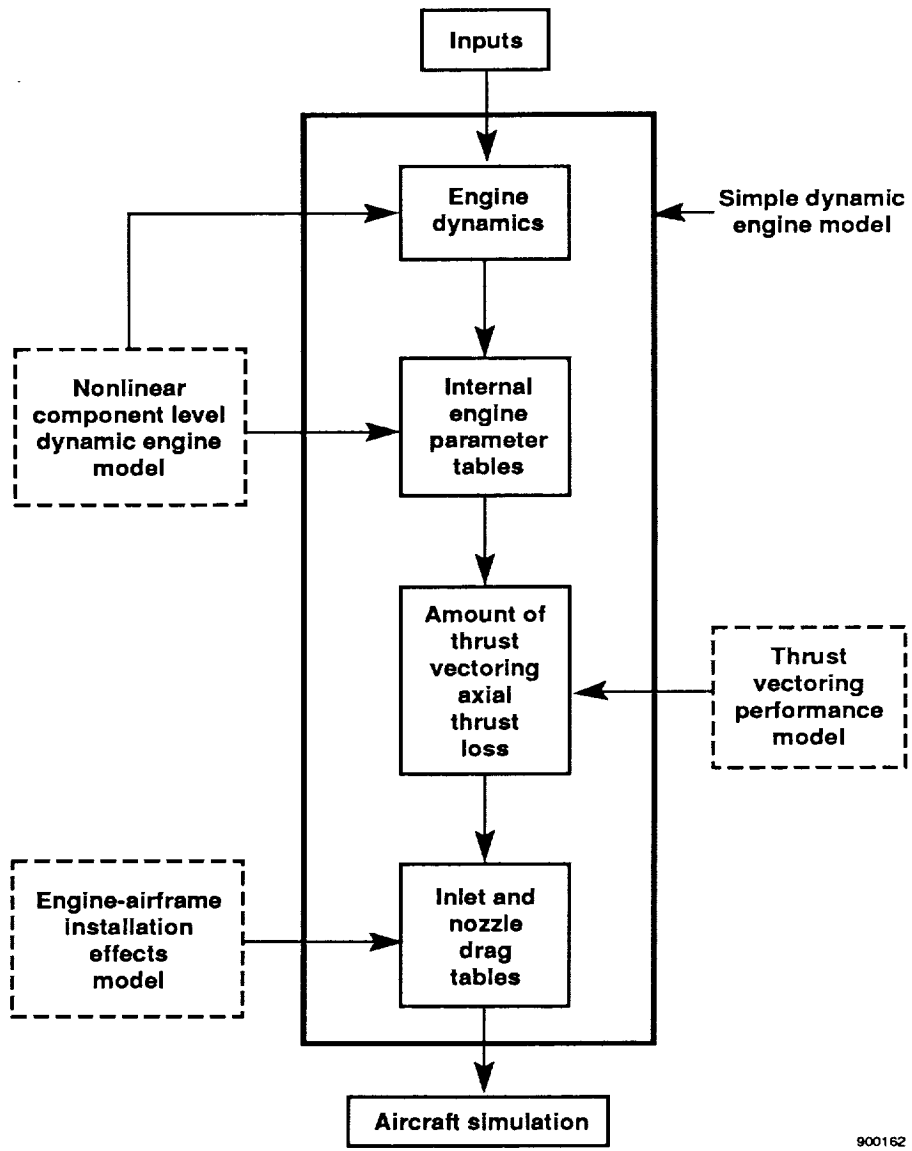 Inputs
Engine
dynamics
Simple dynamic
engine model
Nonlinear
component level
dynamic engine
model
Internal
engine
parameter
tables
Amount of
thrust
vectoring
axial
thrust
loss
Thrust
vectoring
performance
model
Engine-airframe
installation
effects
model
Inlet and
nozzle
drag
tables
Aircraft simulation
900162